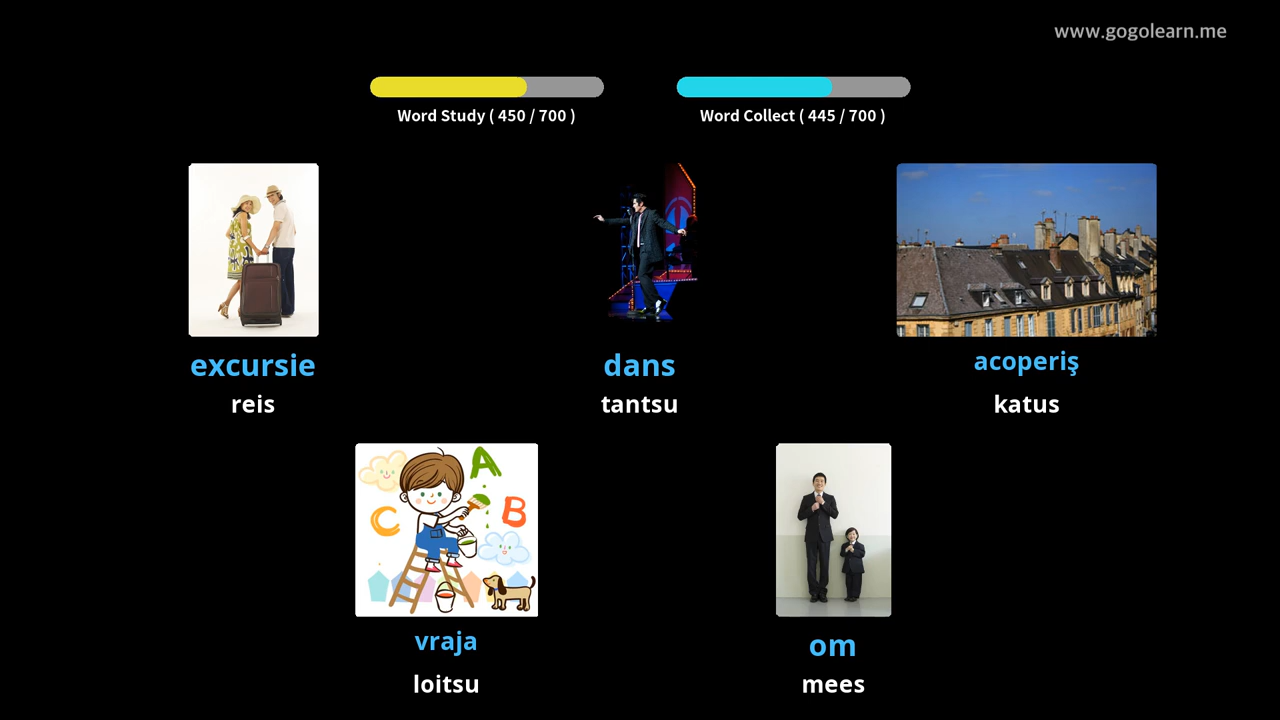 www.gogolearn.me
Word Study ( 450 / 700 )
Word Collect ( 445 / 700 )
excursie
reis
dans
tantsu
acoperiş
katus
A
B
C
vraja
loitsu
om
mees